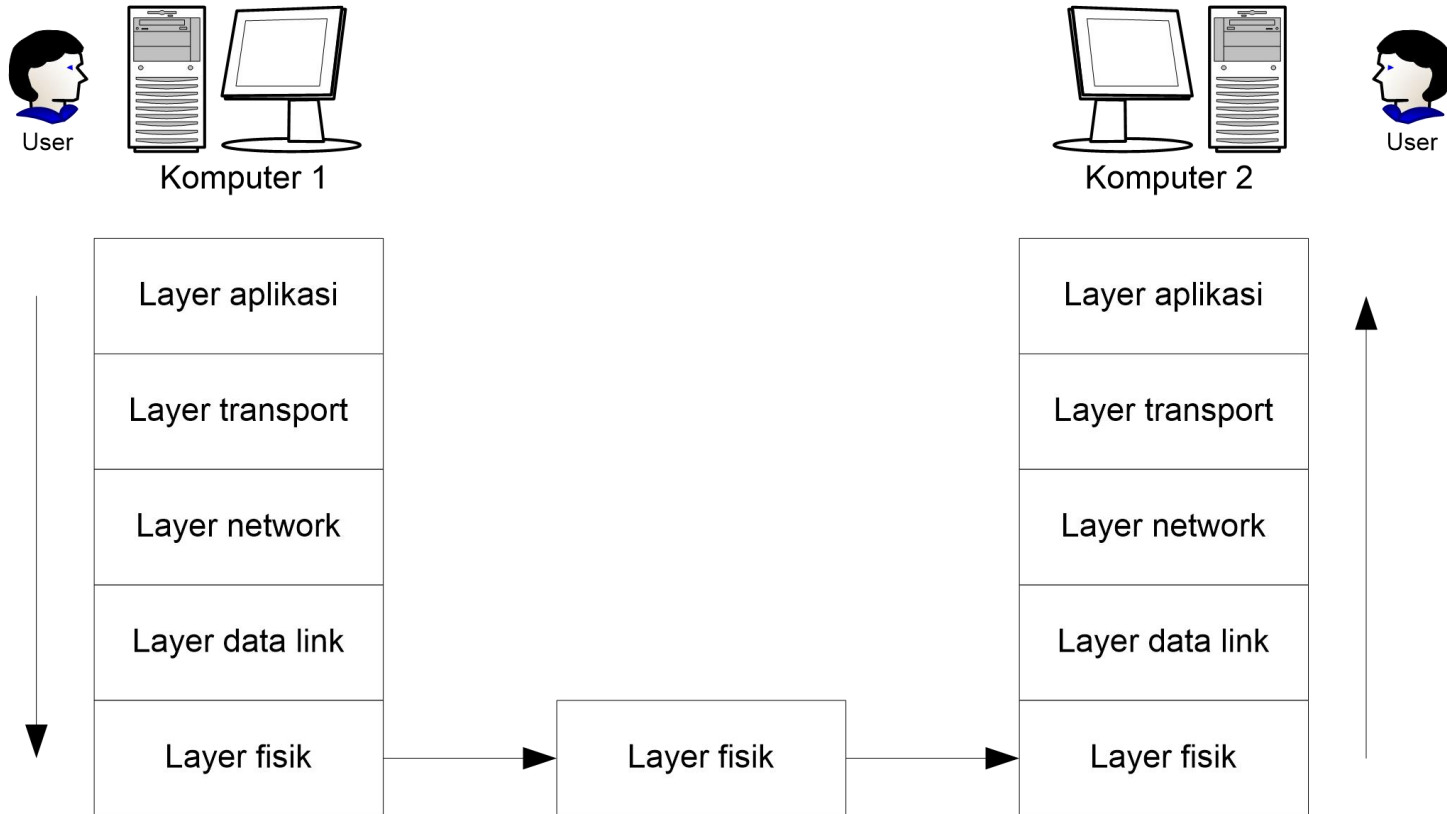 User
User
Komputer 1
Komputer 2
Layer aplikasi
Layer aplikasi
Layer transport
Layer transport
Layer network
Layer network
Layer data link
Layer data link
Layer fisik
Layer fisik
Layer fisik